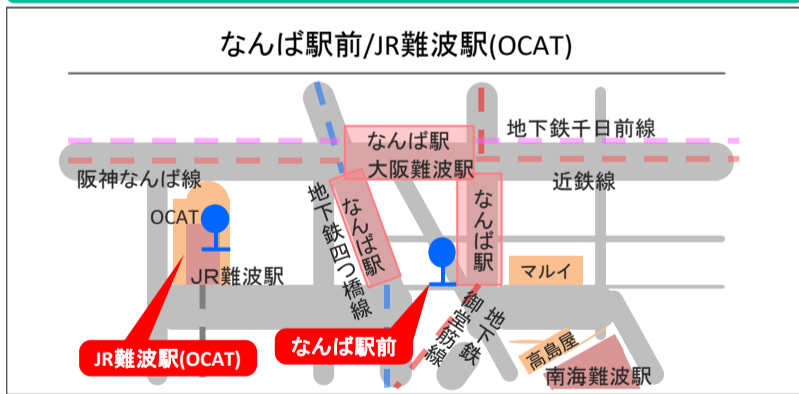 なんば駅前/JR難波駅(OCAT)
なんば駅
大阪難波駅
地下鉄千日前線
阪神なんば線
近鉄線
OCAT
JR難波駅
地下鉄四つ橋線
なんば駅
なんば駅
マルイ
JR難波駅(OCAT)
なんば駅前
地下鉄
御堂筋線
高島屋
南海難波駅